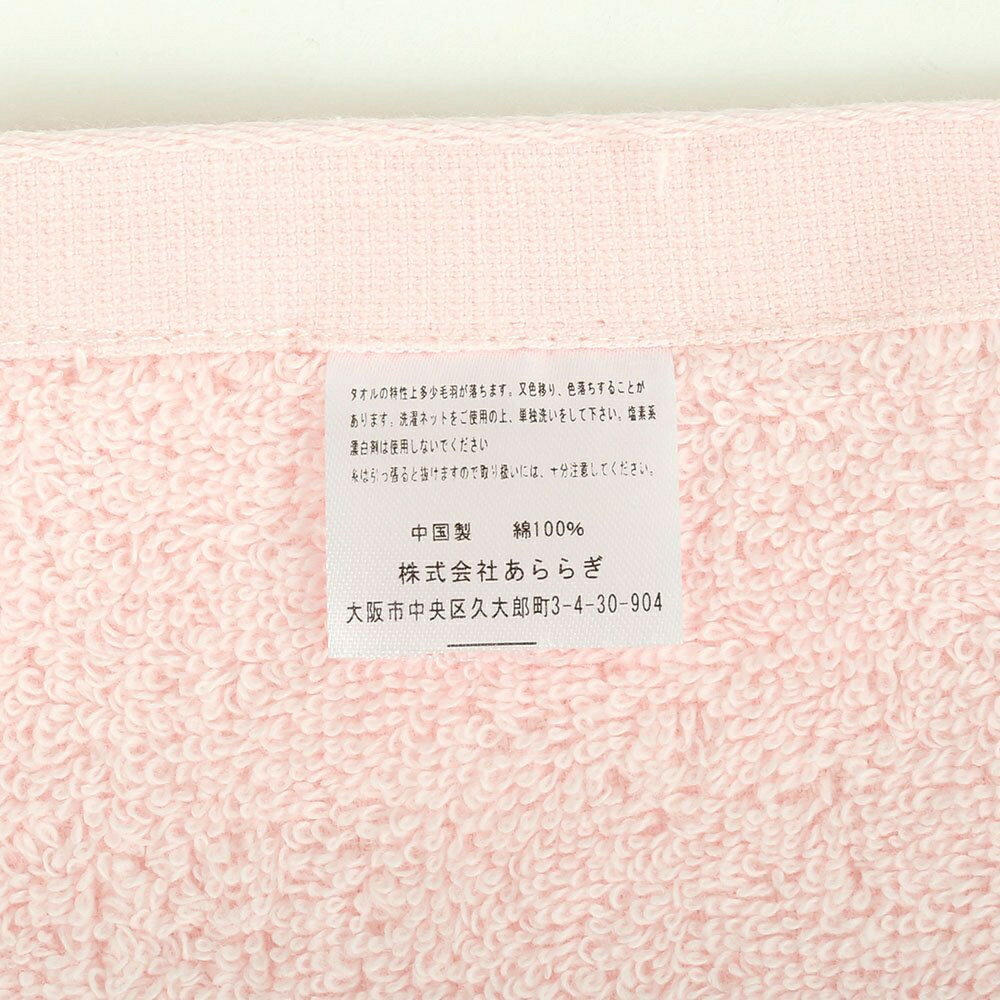 タオルの特性上多少毛羽が落ちます。又色移り、色落ちすることが
あります。洗濯ネットをご使用の上、単独洗いをして下さい。塩素系
漂白剤は使用しないでください
糸は引っ張ると抜けますので取り扱いには、十分注意してください。
中国製 綿100%
株式会社あららぎ
大阪市中央区久太郎町3-4-30-904